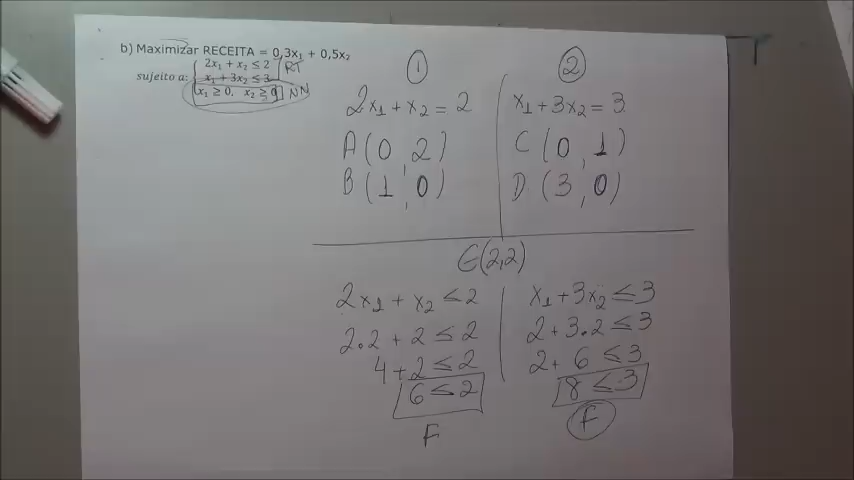 b) Maximizar RECEITA = 0,3x₁ + 0,5x₂
sujeito a: { 2x₁ + x₂ ≤ 2
x₁ + 3x₂ ≤ 3 RT
x₁ ≥ 0, x₂ ≥ 0 NN
1
2x₁ + x₂ = 2
A (0, 2)
B (1, 0)
2
x₁ + 3x₂ = 3
C (0, 1)
D (3, 0)
E(2,2)
2x₁ + x₂ ≤ 2
2.2 + 2 ≤ 2
4 + 2 ≤ 2
6 ≤ 2
F
x₁ + 3x₂ ≤ 3
2 + 3.2 ≤ 3
2 + 6 ≤ 3
8 ≤ 3
F